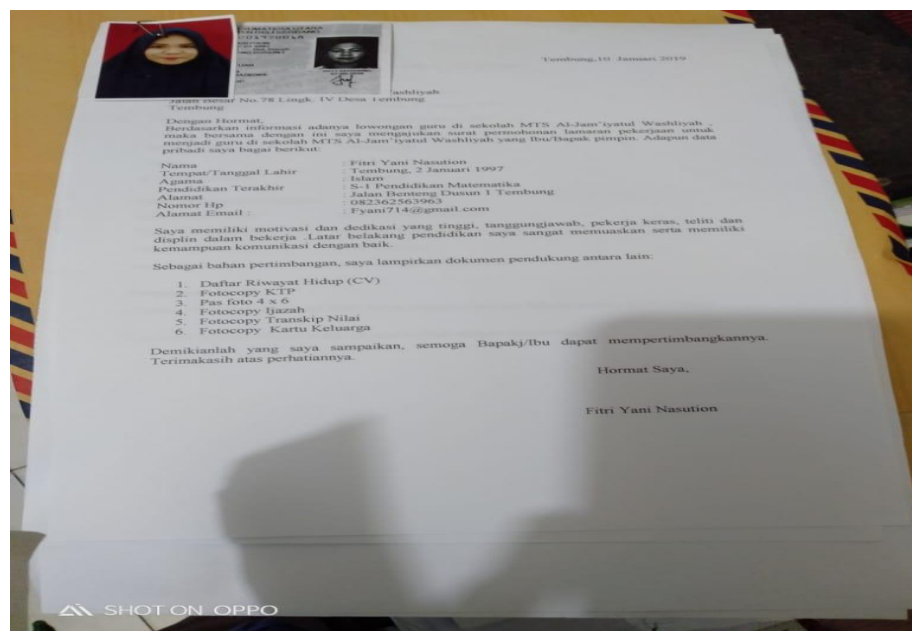 Tembung,10 Januari 2019
Washliyah
Jalan Besar No.78 Lingk. IV Desa Tembung
Tembung
Dengan Hormat,
Berdasarkan informasi adanya lowongan guru di sekolah MTS Al-Jam'iyatul Washliyah ,
maka bersama dengan ini saya mengajukan surat permohonan lamaran pekerjaan untuk
menjadi guru di sekolah MTS Al-Jam'iyatul Washliyah yang Ibu/Bapak pimpin. Adapun data
pribadi saya bagai berikut:
Nama : Fitri Yani Nasution
Tempat/Tanggal Lahir : Tembung, 2 Januari 1997
Agama : Islam
Pendidikan Terakhir : S-1 Pendidikan Matematika
Alamat : Jalan Benteng Dusun 1 Tembung
Nomor Hp : 082362563963
Alamat Email : : Fyani714@gmail.com
Saya memiliki motivasi dan dedikasi yang tinggi, tanggungjawab, pekerja keras, teliti dan
displin dalam bekerja .Latar belakang pendidikan saya sangat memuaskan serta memiliki
kemampuan komunikasi dengan baik.
Sebagai bahan pertimbangan, saya lampirkan dokumen pendukung antara lain:
1. Daftar Riwayat Hidup (CV)
2. Fotocopy KTP
3. Pas foto 4 x 6
4. Fotocopy Ijazah
5. Fotocopy Transkip Nilai
6. Fotocopy Kartu Keluarga
Demikianlah yang saya sampaikan, semoga Bapakj/Ibu dapat mempertimbangkannya.
Terimakasih atas perhatiannya.
Hormat Saya,
Fitri Yani Nasution
SHOT ON OPPO